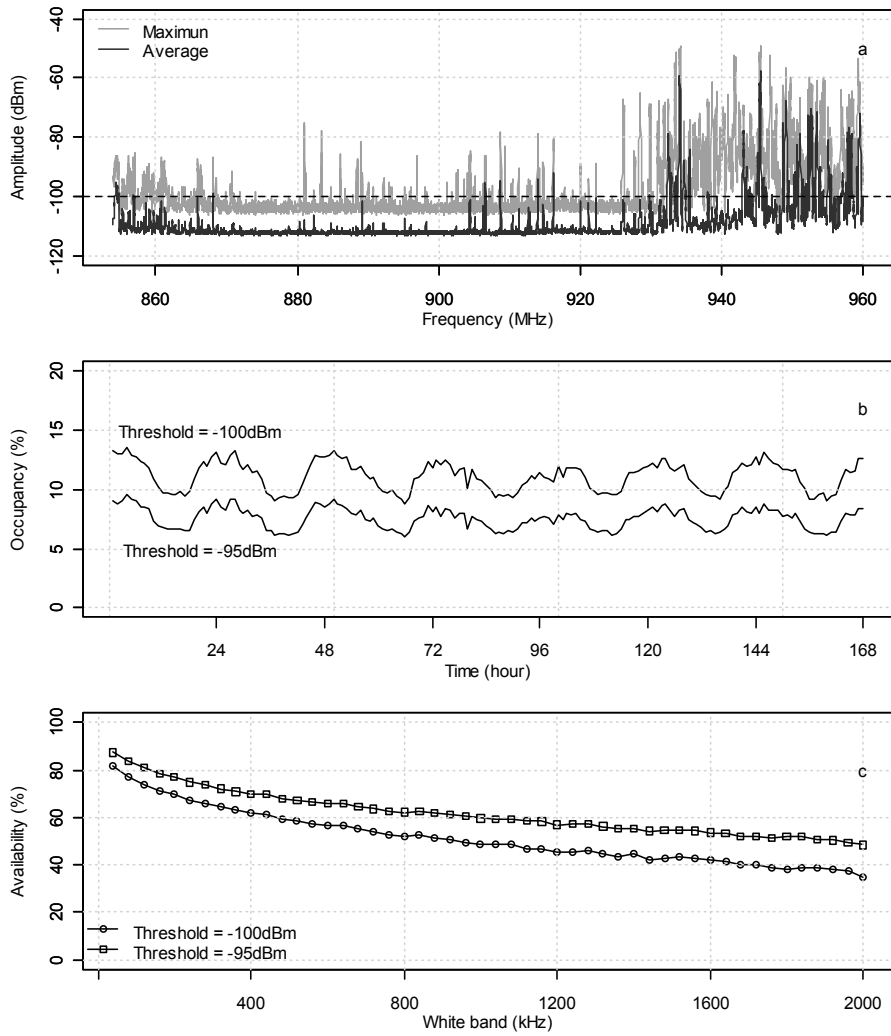 Maximun
Average
a
Amplitude (dBm)
-40
-60
-80
-100
-120
860 880 900 920 940 960
Frequency (MHz)
b
Occupancy (%)
20
15
10
5
0
Threshold = -100dBm
Threshold = -95dBm
24 48 72 96 120 144 168
Time (hour)
c
Availability (%)
100
80
60
40
20
0
Threshold = -100dBm
Threshold = -95dBm
400 800 1200 1600 2000
White band (kHz)